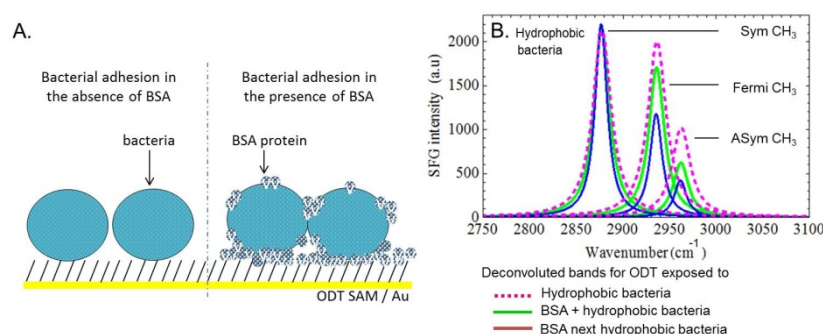 A.
Bacterial adhesion in
the absence of BSA
Bacterial adhesion in
the presence of BSA
bacteria
BSA protein
ODT SAM / Au
B.
Hydrophobic
bacteria
Sym CH₃
Fermi CH₃
ASym CH₃
SFG intensity (a.u)
2000
1500
1000
500
0
2750 2800 2850 2900 2950 3000 3050 3100
Wavenumber (cm⁻¹)
Deconvoluted bands for ODT exposed to
Hydrophobic bacteria
BSA + hydrophobic bacteria
BSA next hydrophobic bacteria